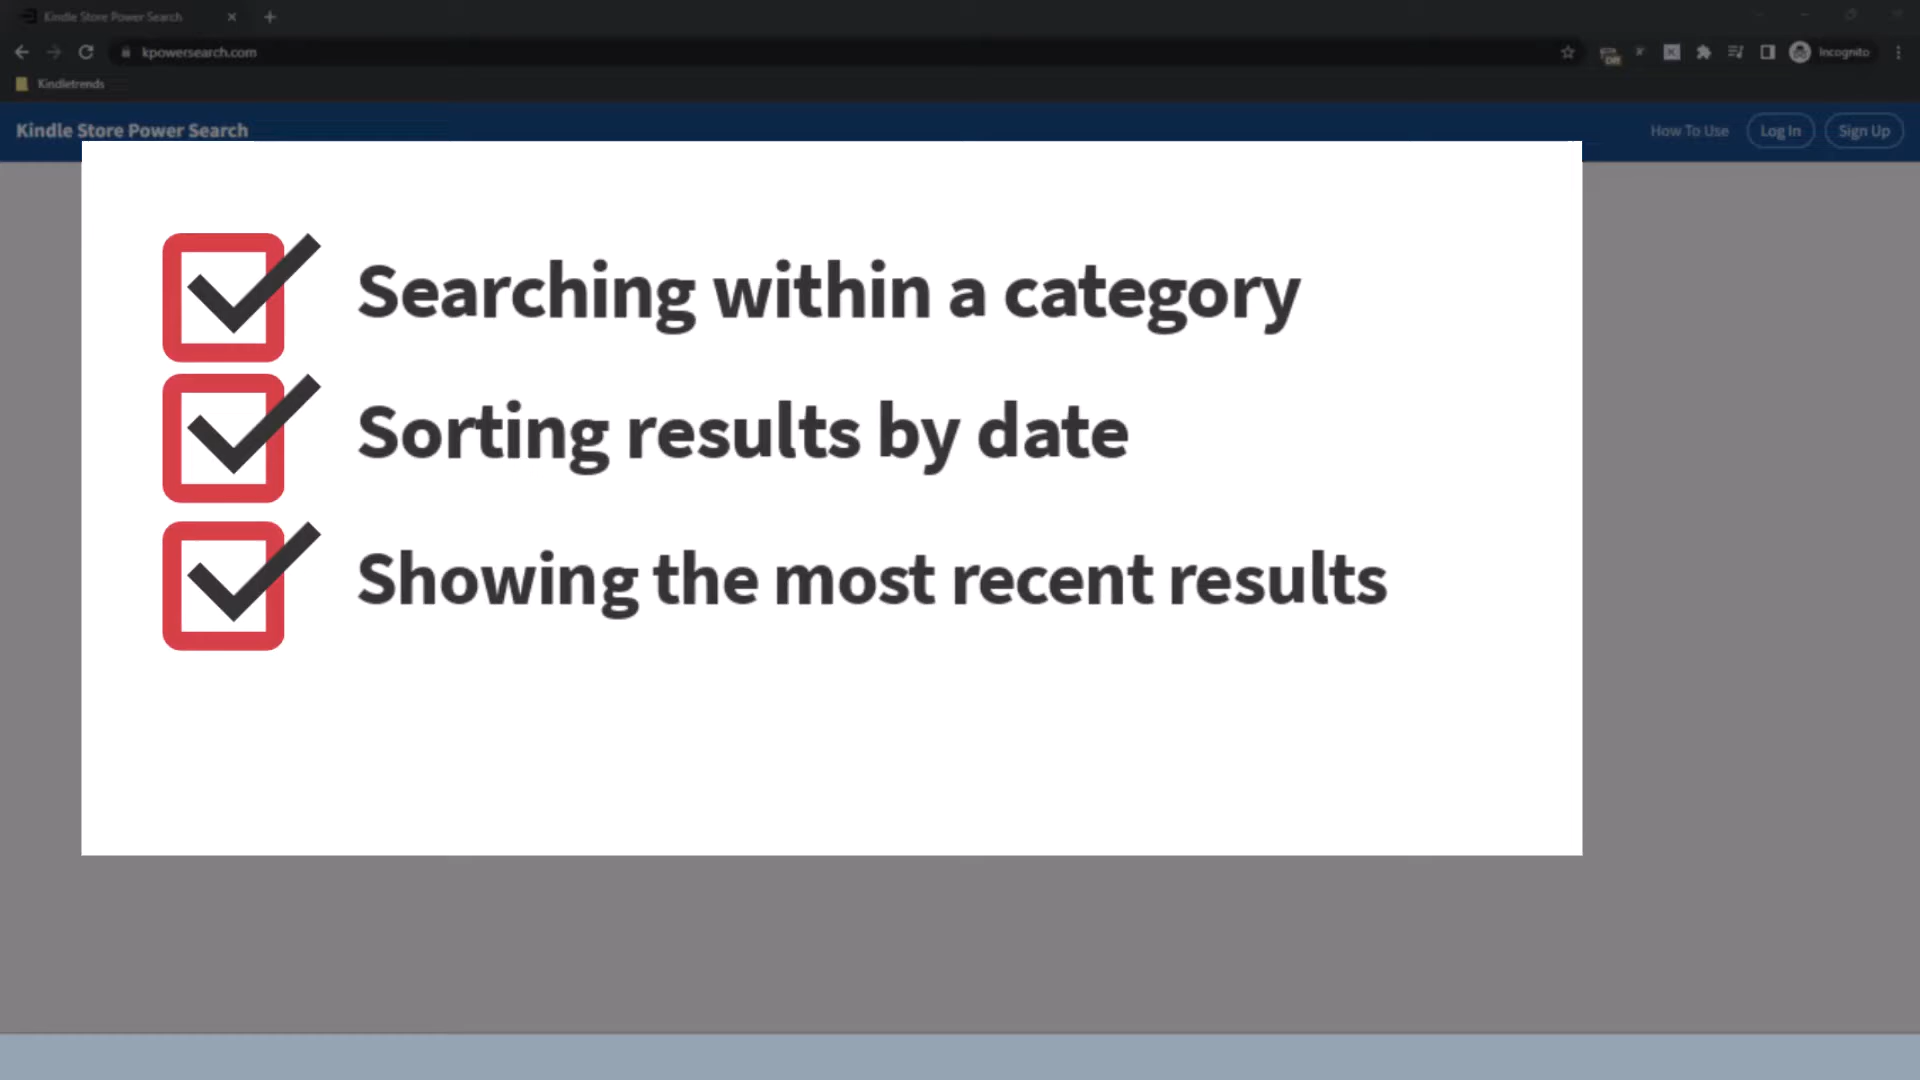 Kindle Store Power Search
kpowersearch.com
Incognito
Kindletrends
Kindle Store Power Search
How To Use
Log In
Sign Up
Searching within a category
Sorting results by date
Showing the most recent results